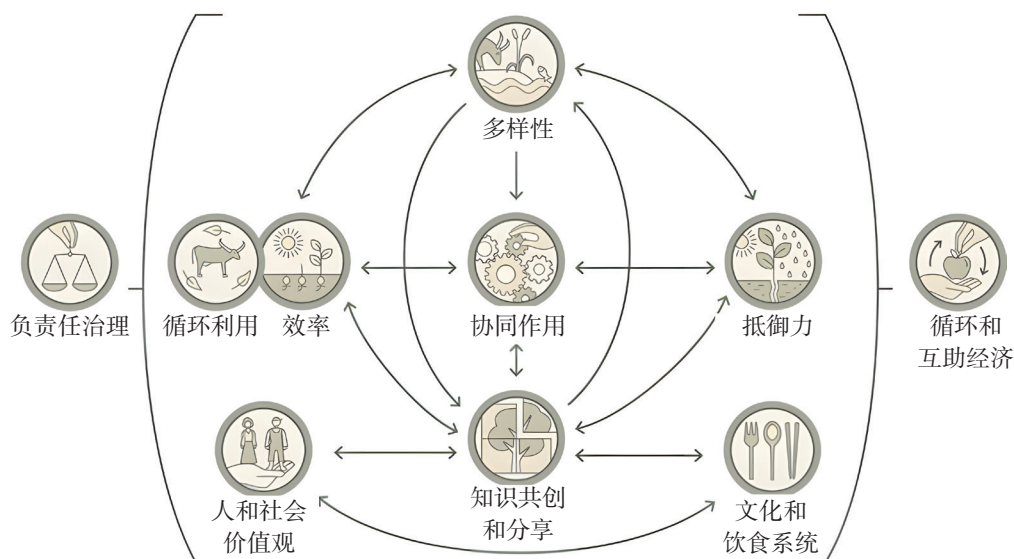 多样性
负责任治理
循环利用
效率
协同作用
抵御力
循环和
互助经济
人和社会
价值观
知识共创
和分享
文化和
饮食系统